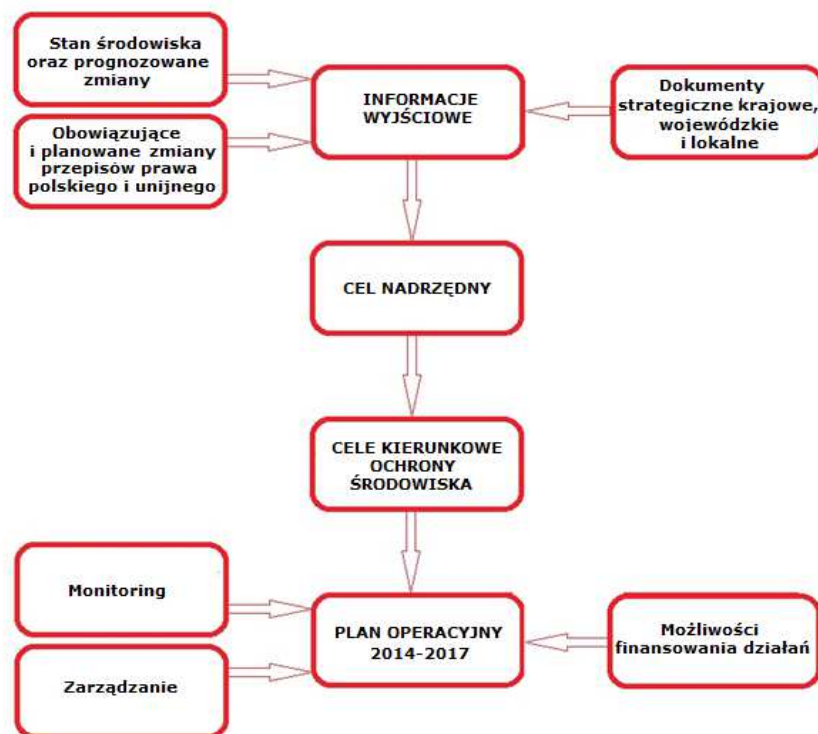 Stan środowiska
oraz prognozowane
zmiany
INFORMACJE
WYJŚCIOWE
Dokumenty
strategiczne krajowe,
wojewódzkie
i lokalne
Obowiązujące
i planowane zmiany
przepisów prawa
polskiego i unijnego
CEL NADRZĘDNY
CELE KIERUNKOWE
OCHRONY
ŚRODOWISKA
Monitoring
PLAN OPERACYJNY
2014-2017
Możliwości
finansowania działań
Zarządzanie